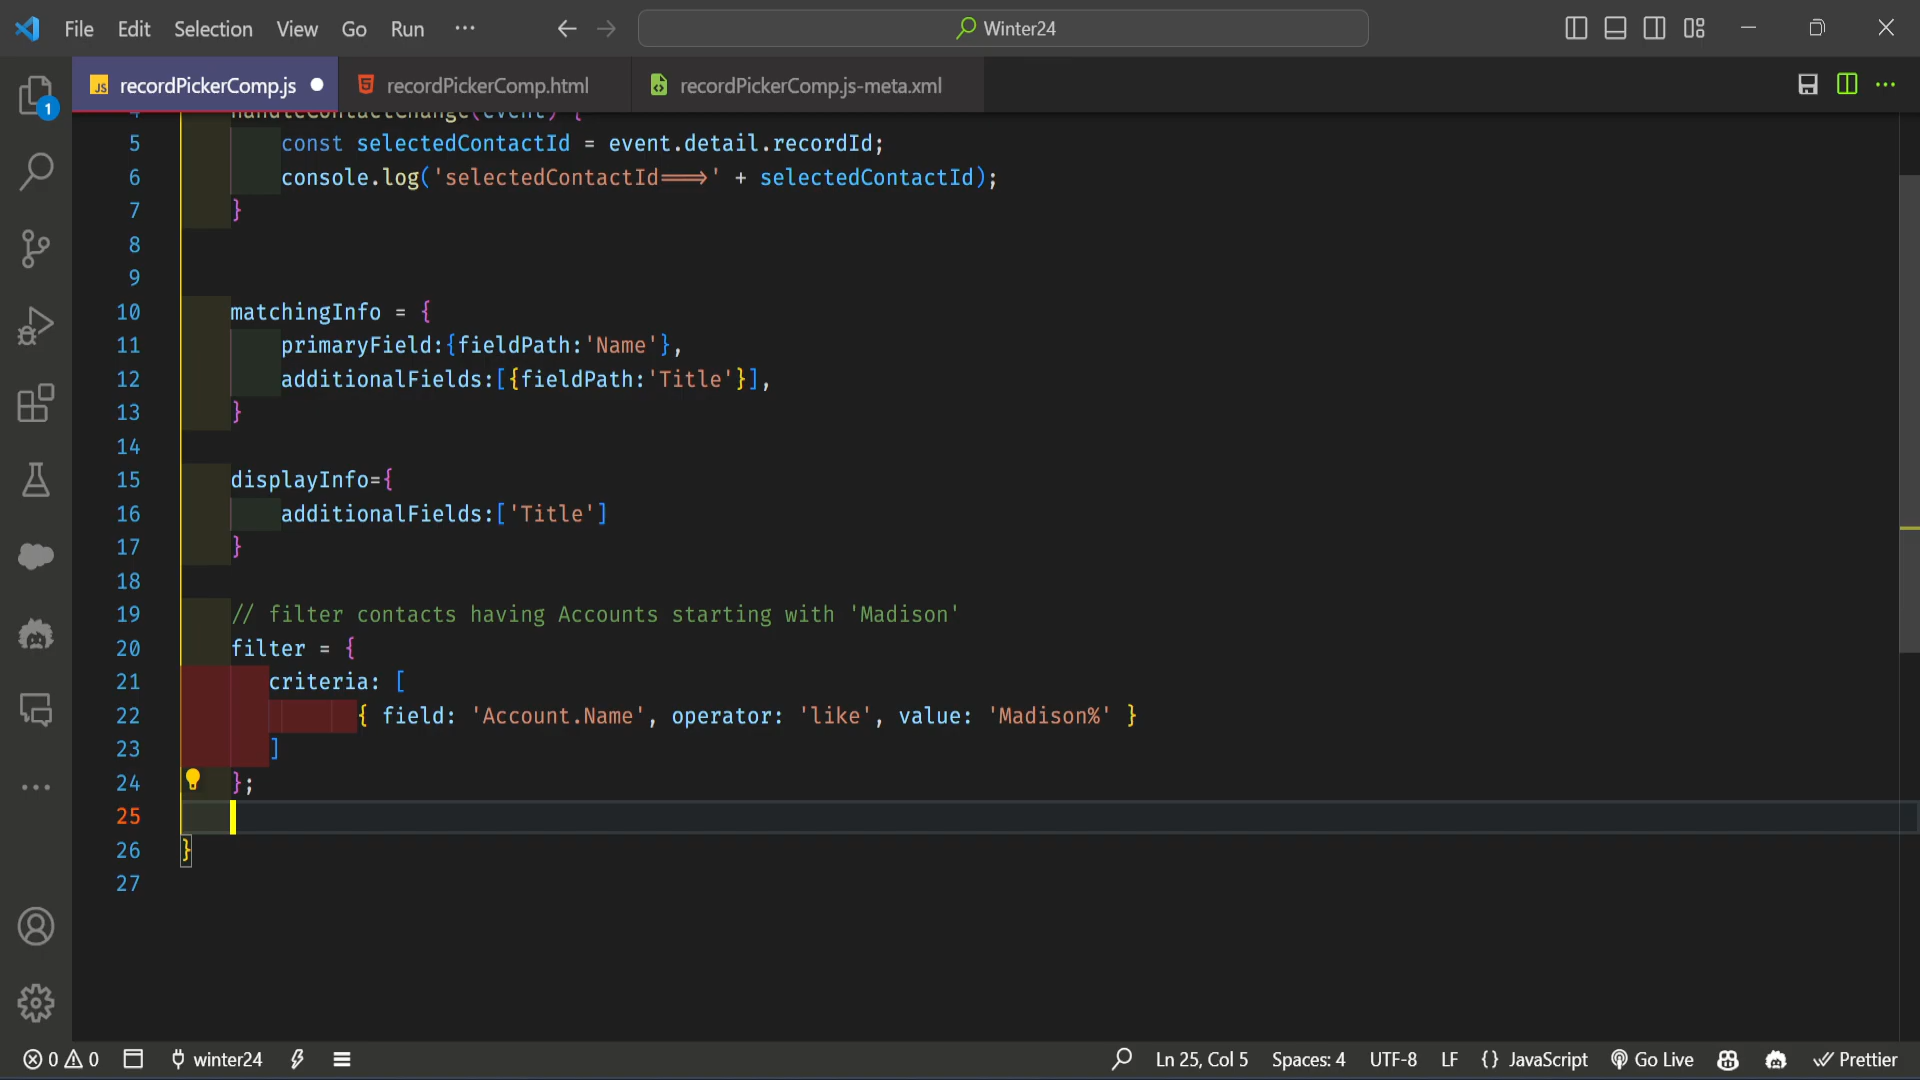 File Edit Selection View Go Run ··· Winter24
recordPickerComp.js recordPickerComp.html recordPickerComp.js-meta.xml
1
4 handleContactChange(event) {
5 const selectedContactId = event.detail.recordId;
6 console.log('selectedContactId===>' + selectedContactId);
7 }
8
9
10 matchingInfo = {
11 primaryField:{fieldPath:'Name'},
12 additionalFields:[{fieldPath:'Title'}],
13 }
14
15 displayInfo={
16 additionalFields:['Title']
17 }
18
19 // filter contacts having Accounts starting with 'Madison'
20 filter = {
21 criteria: [
22 { field: 'Account.Name', operator: 'like', value: 'Madison%' }
23 ]
24 };
25
26 }
27
0 0 winter24 Ln 25, Col 5 Spaces: 4 UTF-8 LF {} JavaScript Go Live Prettier